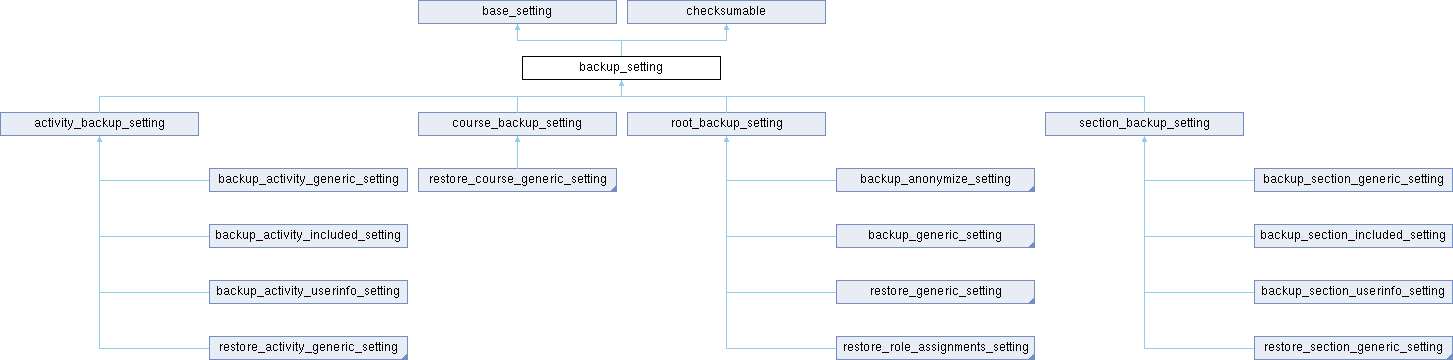 base_setting
checksumable
backup_setting
activity_backup_setting
course_backup_setting
root_backup_setting
section_backup_setting
backup_activity_generic_setting
restore_course_generic_setting
backup_anonymize_setting
backup_section_generic_setting
backup_activity_included_setting
backup_generic_setting
backup_section_included_setting
backup_activity_userinfo_setting
restore_generic_setting
backup_section_userinfo_setting
restore_activity_generic_setting
restore_role_assignments_setting
restore_section_generic_setting